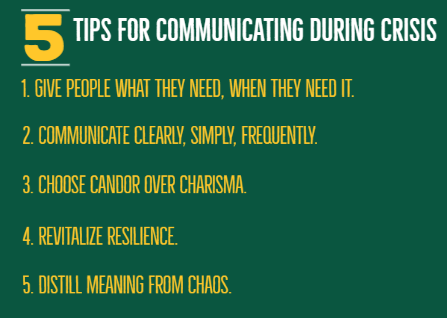 5 TIPS FOR COMMUNICATING DURING CRISIS
1. GIVE PEOPLE WHAT THEY NEED, WHEN THEY NEED IT.
2. COMMUNICATE CLEARLY, SIMPLY, FREQUENTLY.
3. CHOOSE CANDOR OVER CHARISMA.
4. REVITALIZE RESILIENCE.
5. DISTILL MEANING FROM CHAOS.